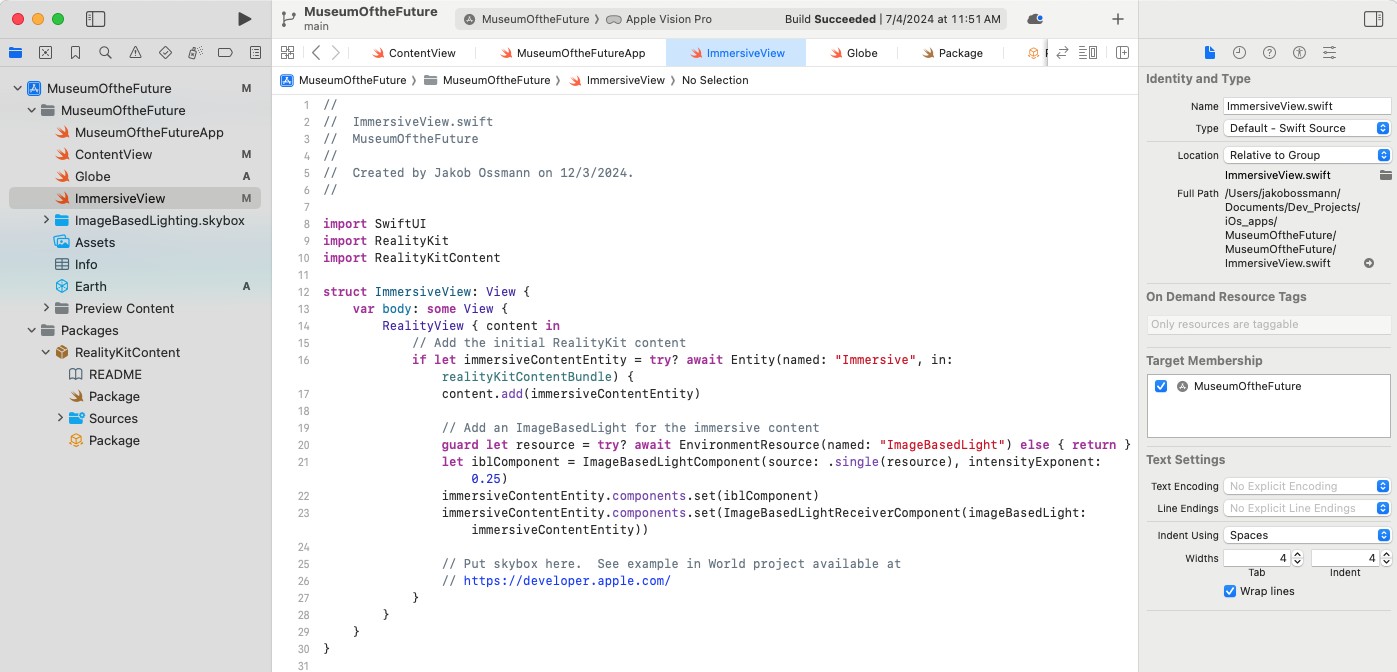 MuseumOftheFuture
main
MuseumOftheFuture 〉 Apple Vision Pro
Build Succeeded | 7/4/2024 at 11:51 AM
ContentView
MuseumOftheFutureApp
ImmersiveView
Globe
Package
MuseumOftheFuture 〉 MuseumOftheFuture 〉 ImmersiveView 〉 No Selection
MuseumOftheFuture M
MuseumOftheFuture
MuseumOftheFutureApp
ContentView M
Globe A
ImmersiveView M
ImageBasedLighting.skybox
Assets
Info
Earth A
Preview Content
Packages
RealityKitContent
README
Package
Sources
Package
1 //
2 //  ImmersiveView.swift
3 //  MuseumOftheFuture
4 //
5 //  Created by Jakob Ossmann on 12/3/2024.
6 //
7
8 import SwiftUI
9 import RealityKit
10 import RealityKitContent
11
12 struct ImmersiveView: View {
13     var body: some View {
14         RealityView { content in
15             // Add the initial RealityKit content
16             if let immersiveContentEntity = try? await Entity(named: "Immersive", in:
realityKitContentBundle) {
17                 content.add(immersiveContentEntity)
18
19                 // Add an ImageBasedLight for the immersive content
20                 guard let resource = try? await EnvironmentResource(named: "ImageBasedLight") else { return }
21                 let iblComponent = ImageBasedLightComponent(source: .single(resource), intensityExponent:
0.25)
22                 immersiveContentEntity.components.set(iblComponent)
23                 immersiveContentEntity.components.set(ImageBasedLightReceiverComponent(imageBasedLight:
immersiveContentEntity))
24
25                 // Put skybox here.  See example in World project available at
26                 // https://developer.apple.com/
27             }
28         }
29     }
30 }
31
Identity and Type
Name ImmersiveView.swift
Type Default - Swift Source
Location Relative to Group
ImmersiveView.swift
Full Path /Users/jakobossmann/
Documents/Dev_Projects/
iOs_apps/
MuseumOftheFuture/
MuseumOftheFuture/
ImmersiveView.swift
On Demand Resource Tags
Only resources are taggable
Target Membership
MuseumOftheFuture
Text Settings
Text Encoding No Explicit Encoding
Line Endings No Explicit Line Endings
Indent Using Spaces
Widths 4 4
Tab Indent
Wrap lines